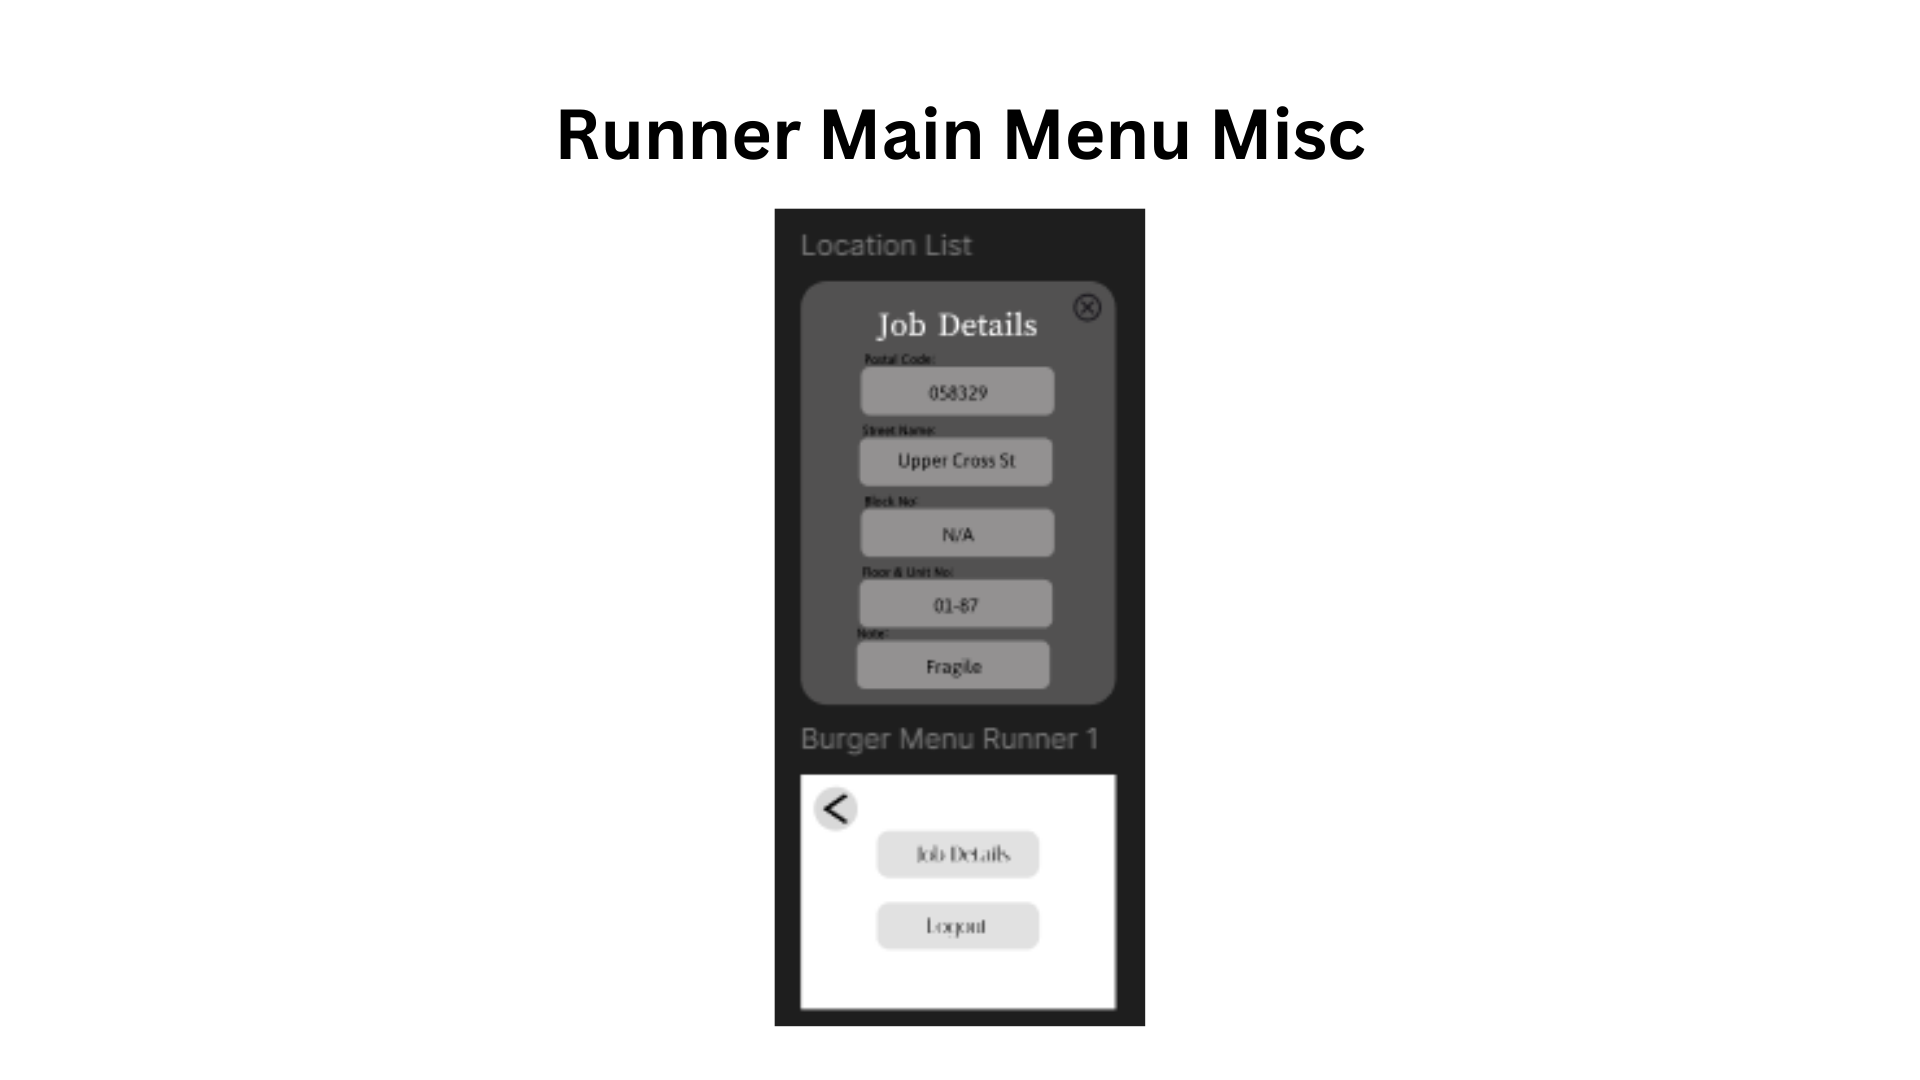 Runner Main Menu Misc
Location List
Job Details
Postal Code:
058329
Street Name:
Upper Cross St
Block No:
N/A
Floor & Unit No:
01-87
Note:
Fragile
Burger Menu Runner 1
Job Details
Logout